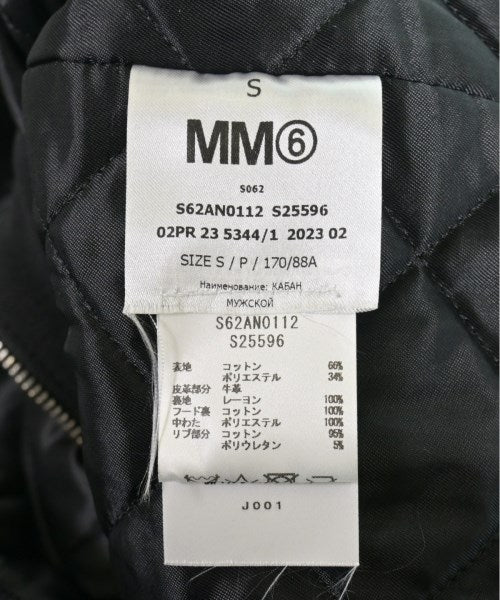 S
MM⑥
S062
S62AN0112 S25596
02PR 23 5344/1 2023 02
SIZE S / P / 170/88A
Наименование: КАБАН
МУЖСКОЙ
S62AN0112
S25596
表地 コットン 66%
ポリエステル 34%
皮革部分 牛革
裏地 レーヨン 100%
フード裏 コットン 100%
中わた ポリエステル 100%
リブ部分 コットン 95%
ポリウレタン 5%
J001